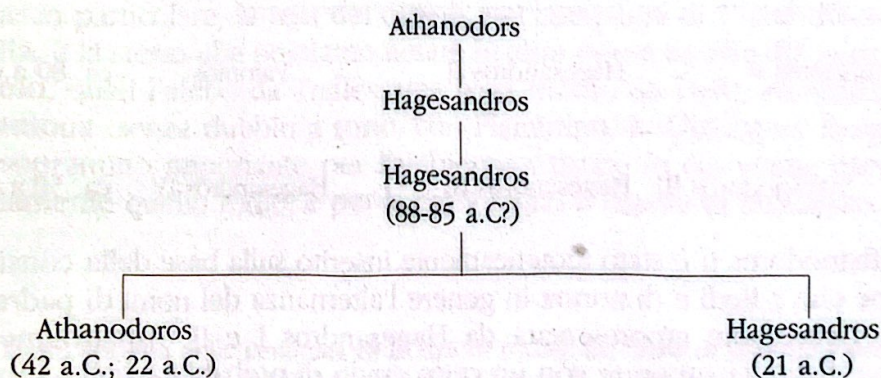 Athanodors
Hagesandros
Hagesandros
(88-85 a.C?)
Athanodoros Hagesandros
(42 a.C.; 22 a.C.) (21 a.C.)